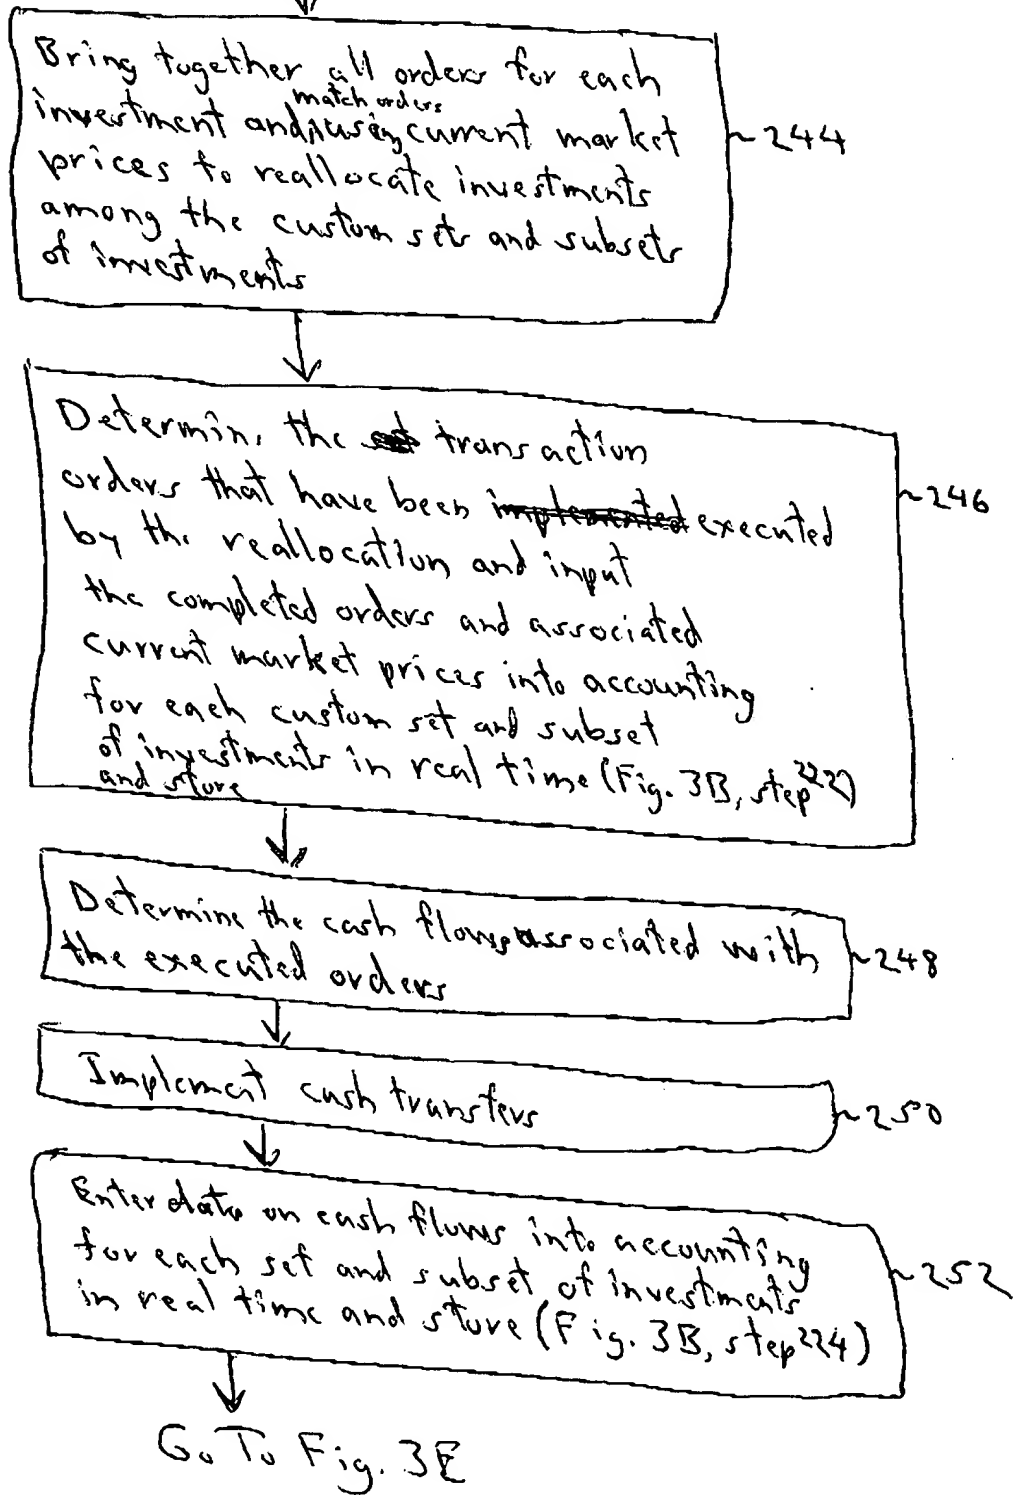 Bring together all orders for each
match orders
investment and using current market
prices to reallocate investments
among the custom sets and subsets
of investments
~244
Determine the transaction
orders that have been implemented executed
by the reallocation and input
the completed orders and associated
current market prices into accounting
for each custom set and subset
of investments in real time (Fig. 3B, step 222)
and store
~246
Determine the cash flows associated with
the executed orders
~248
Implement cash transfers
~250
Enter data on cash flows into accounting
for each set and subset of investments
in real time and store (Fig. 3B, step 224)
~252
Go To Fig. 3E